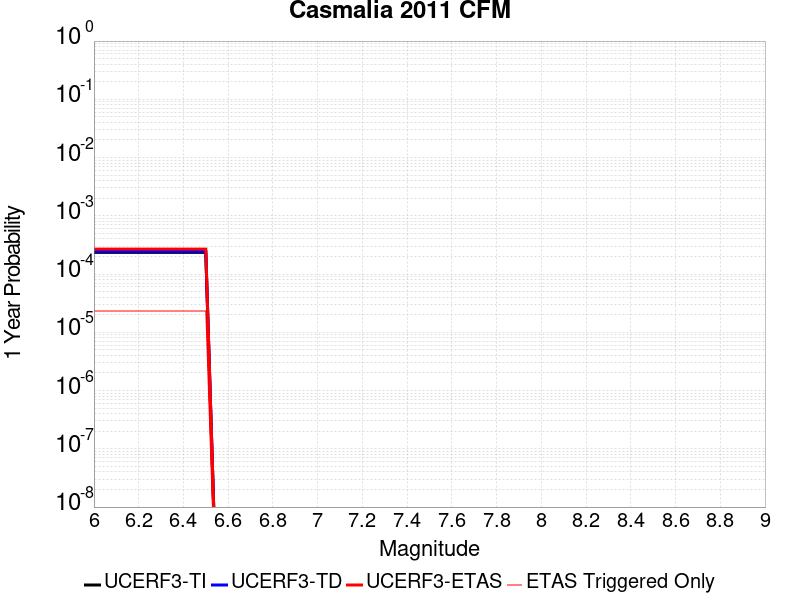 Casmalia 2011 CFM
1 Year Probability
10^0
10^-1
10^-2
10^-3
10^-4
10^-5
10^-6
10^-7
10^-8
6 6.2 6.4 6.6 6.8 7 7.2 7.4 7.6 7.8 8 8.2 8.4 8.6 8.8 9
Magnitude
UCERF3-TI UCERF3-TD UCERF3-ETAS ETAS Triggered Only